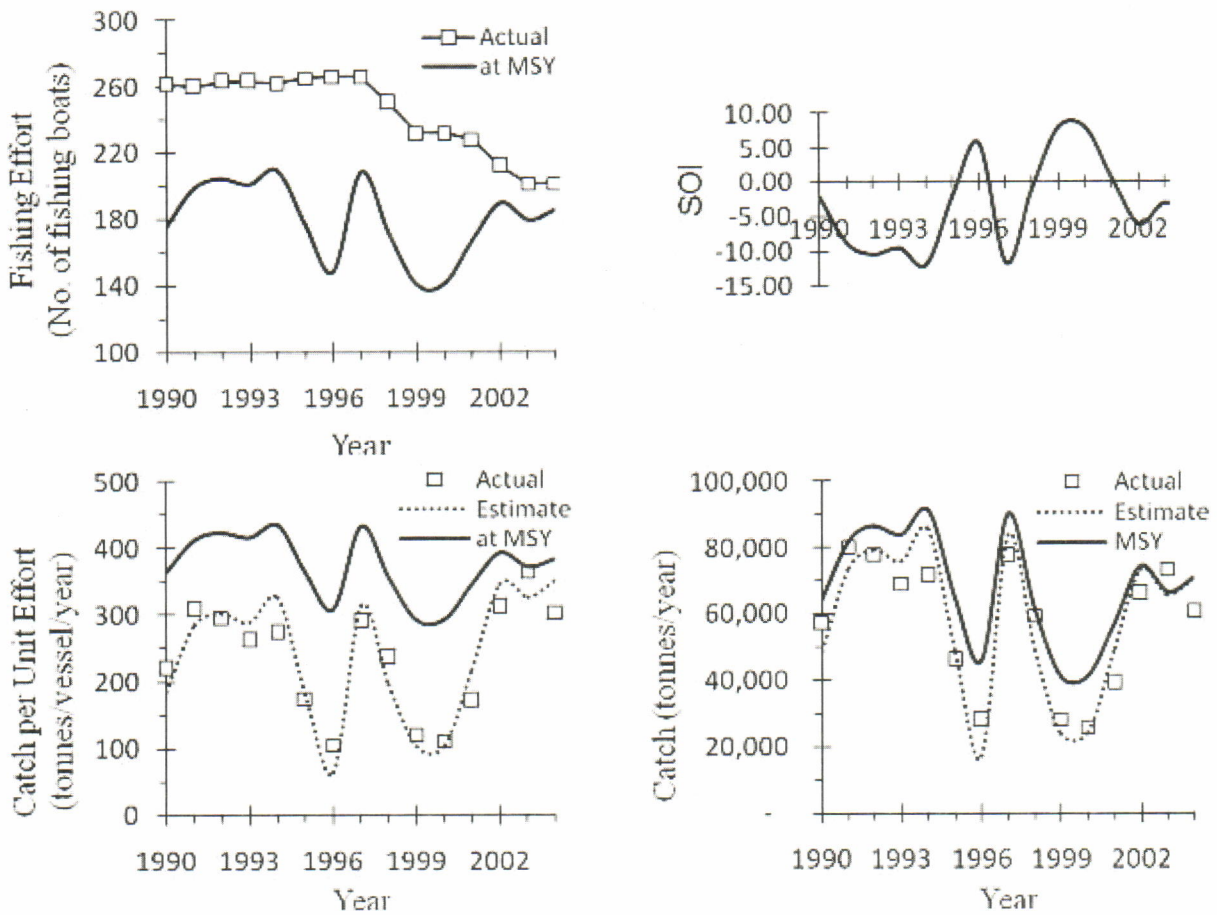 300
260
220
180
140
100
Fishing Effort
(No. of fishing boats)
Actual
at MSY
1990 1993 1996 1999 2002
Year
10.00
5.00
0.00
-5.00
-10.00
-15.00
SOI
1990 1993 1996 1999 2002
500
400
300
200
100
0
Catch per Unit Effort
(tonnes/vessel/year)
Actual
Estimate
at MSY
1990 1993 1996 1999 2002
Year
100,000
80,000
60,000
40,000
20,000
-
Catch (tonnes/year)
Actual
Estimate
MSY
1990 1993 1996 1999 2002
Year